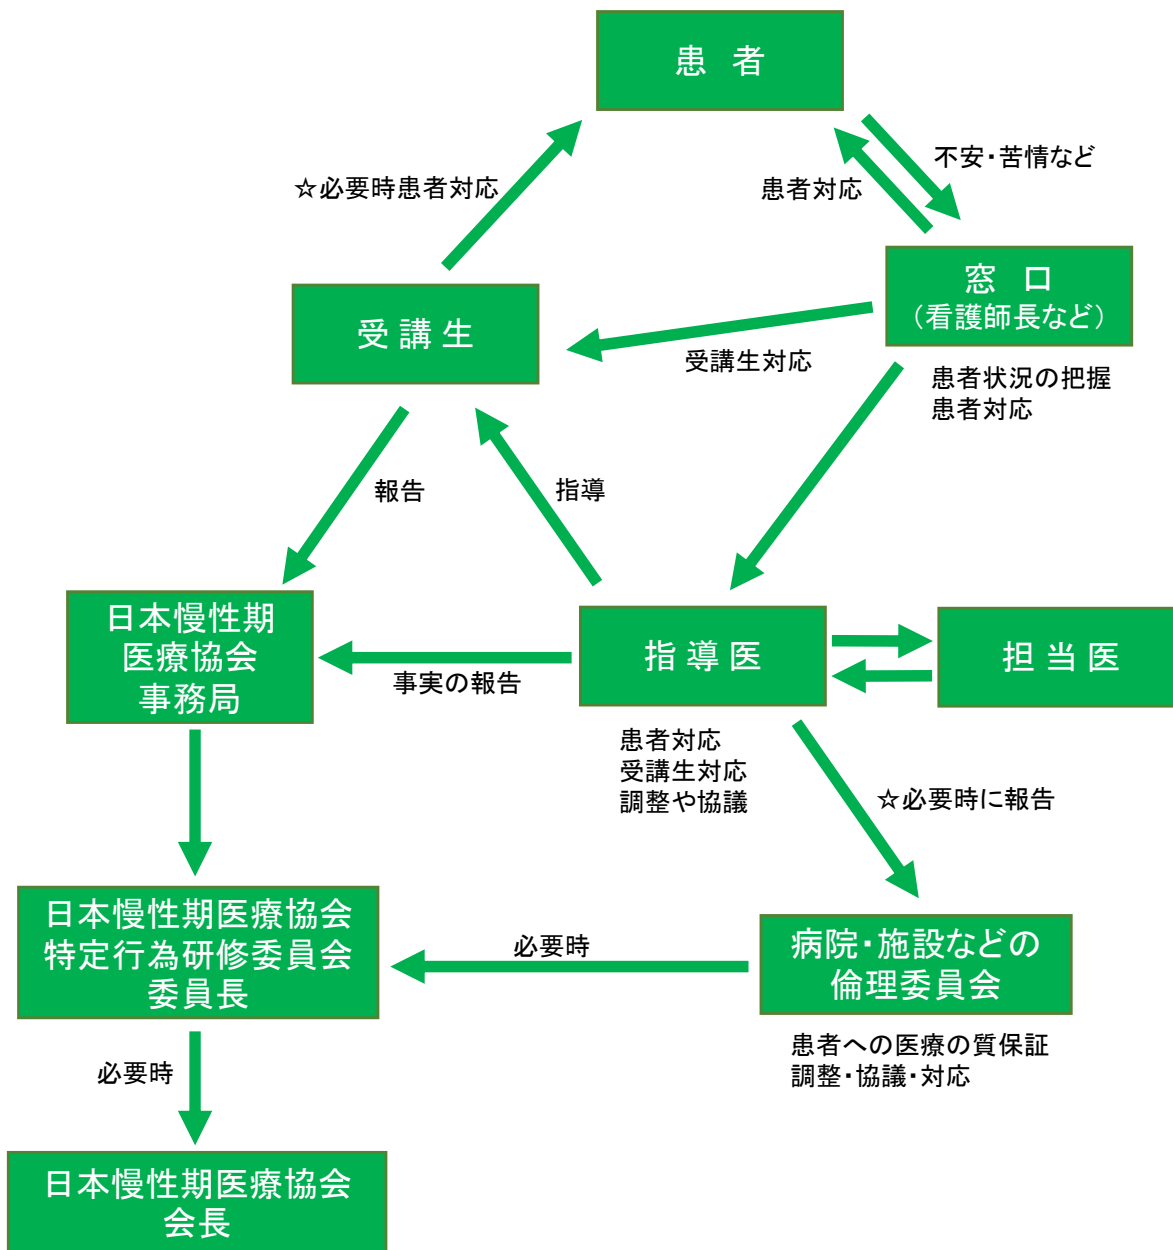 患 者
不安・苦情など
☆必要時患者対応
患者対応
窓 口
（看護師長など）
受 講 生
受講生対応
患者状況の把握
患者対応
報告
指導
日本慢性期
医療協会
事務局
指 導 医
担 当 医
事実の報告
患者対応
受講生対応
調整や協議
☆必要時に報告
日本慢性期医療協会
特定行為研修委員会
委員長
必要時
病院・施設などの
倫理委員会
患者への医療の質保証
調整・協議・対応
必要時
日本慢性期医療協会
会長